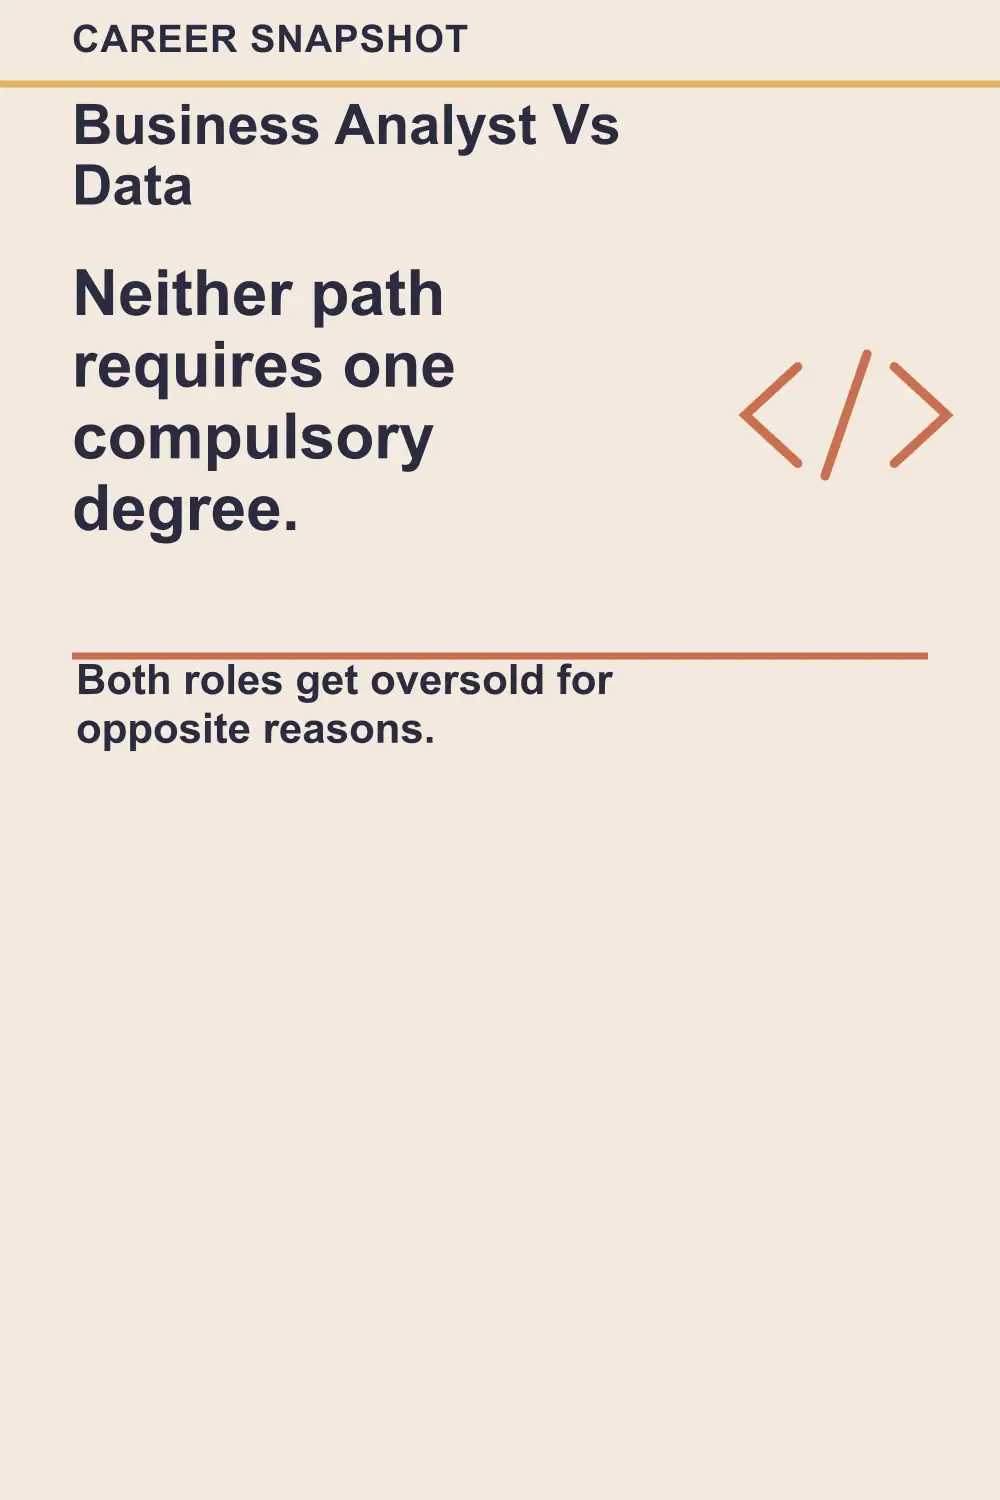 CAREER SNAPSHOT
Business Analyst Vs
Data
Neither path
requires one
compulsory
degree.
Both roles get oversold for
opposite reasons.